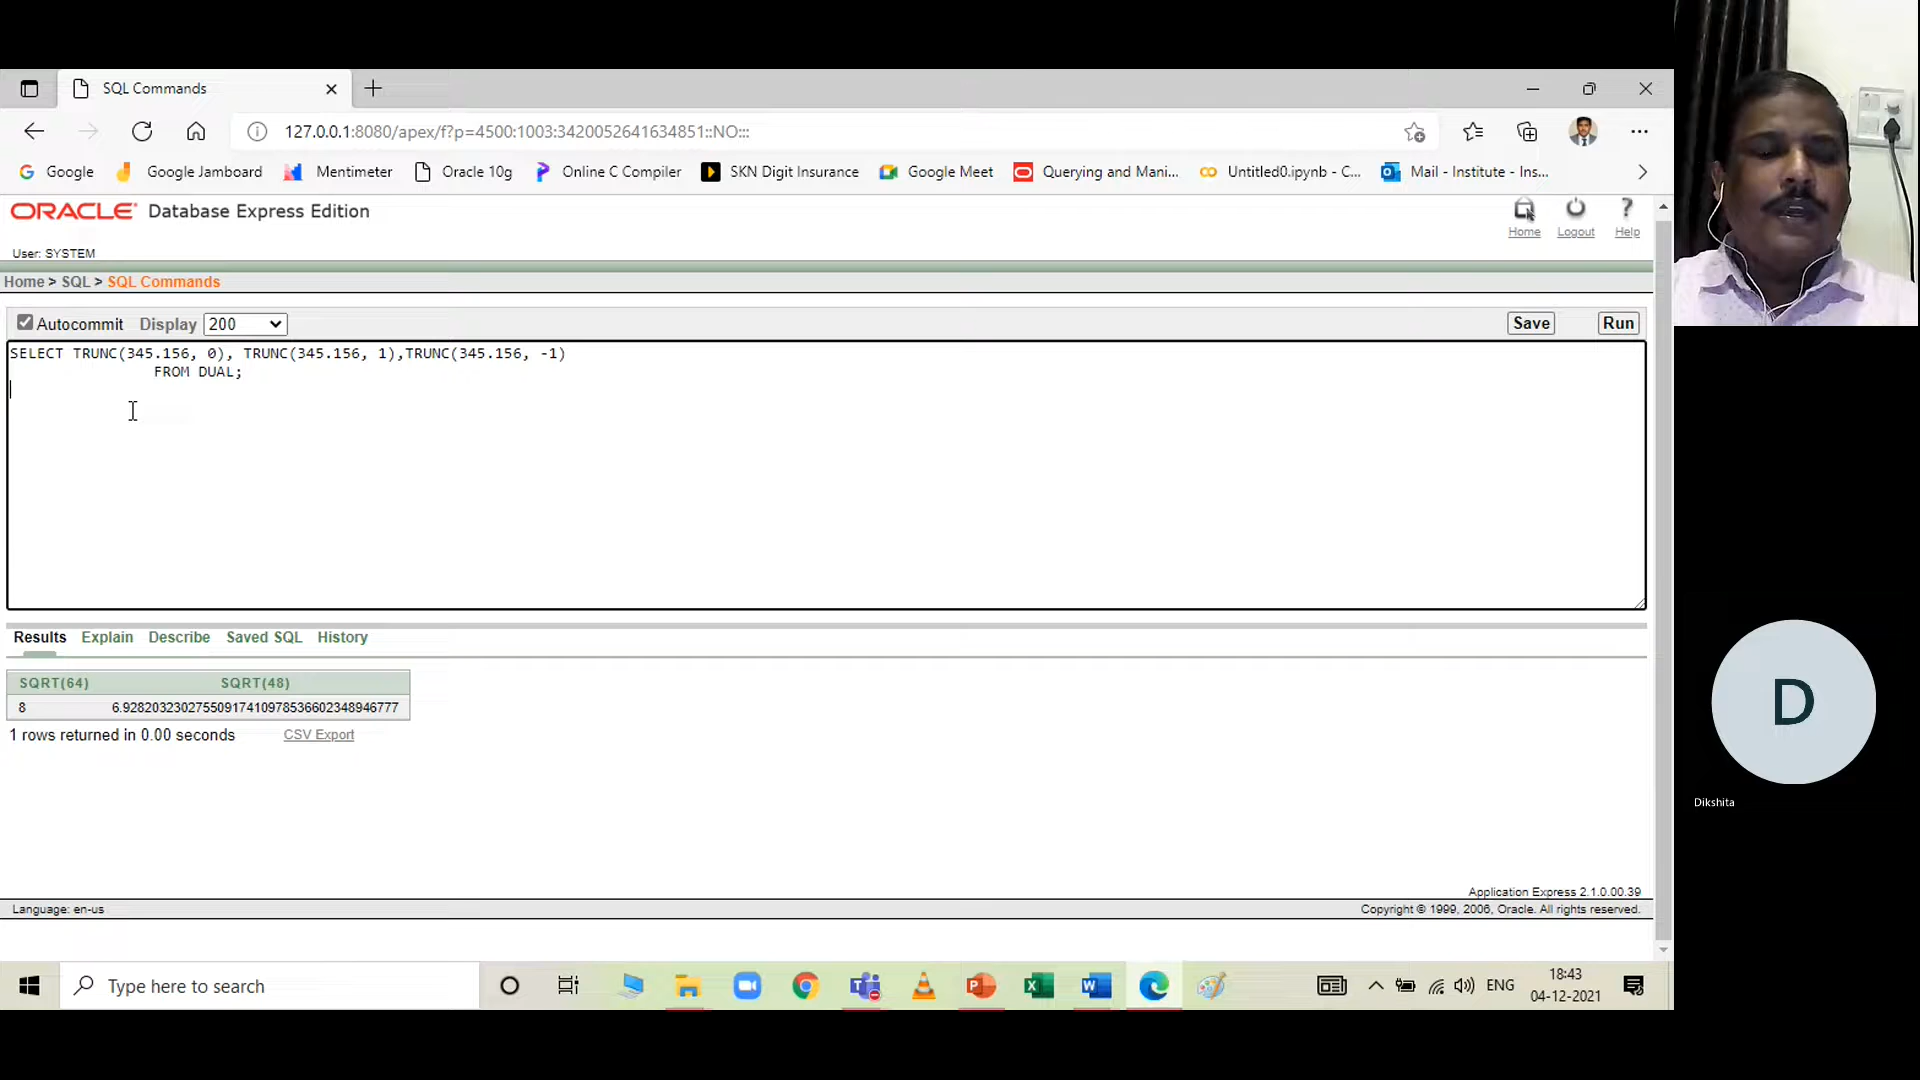 SQL Commands
127.0.0.1:8080/apex/f?p=4500:1003:3420052641634851::NO:::
Google Google Jamboard Mentimeter Oracle 10g Online C Compiler SKN Digit Insurance Google Meet Querying and Mani... Untitled0.ipynb - C... Mail - Institute - Ins...
ORACLE Database Express Edition
Home Logout Help
User: SYSTEM
Home > SQL > SQL Commands
Autocommit Display 200 Save Run
SELECT TRUNC(345.156, 0), TRUNC(345.156, 1),TRUNC(345.156, -1)
FROM DUAL;
Results Explain Describe Saved SQL History
SQRT(64) SQRT(48)
8 6.92820323027550917410978536602348946777
1 rows returned in 0.00 seconds CSV Export
Application Express 2.1.0.00.39
Language: en-us Copyright © 1999, 2006, Oracle. All rights reserved.
Type here to search
ENG
18:43
04-12-2021
D
Dikshita